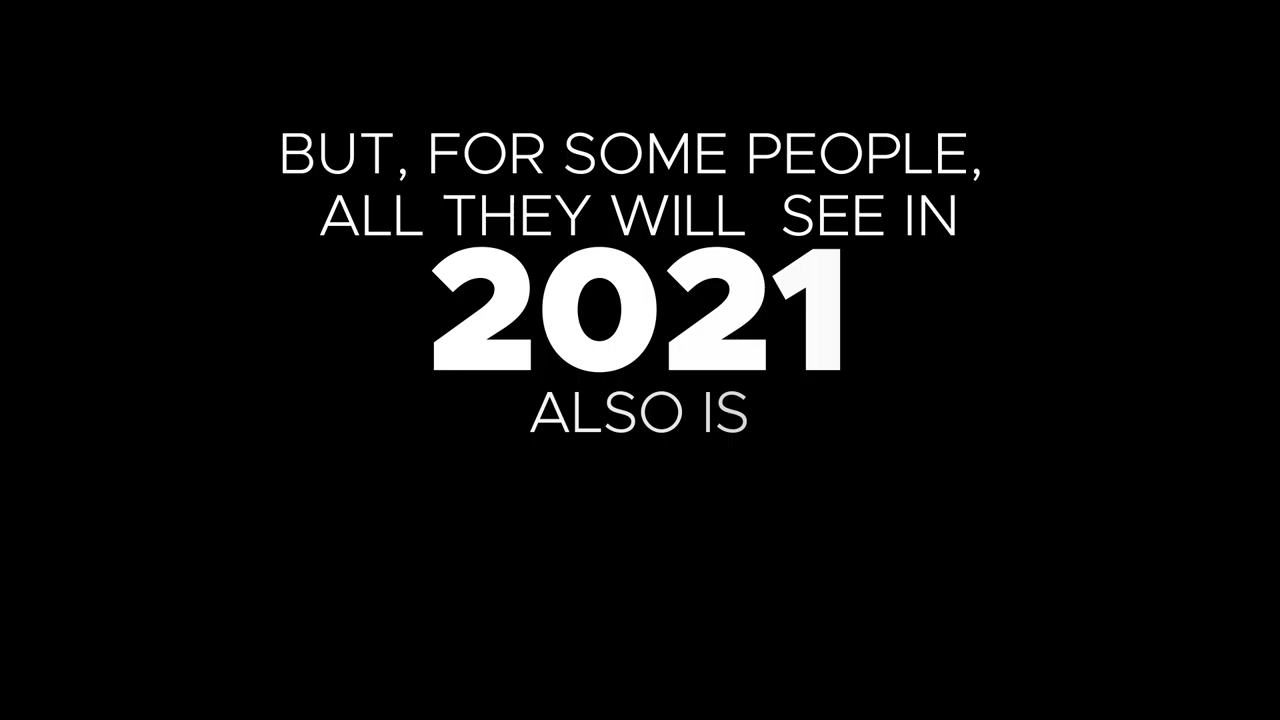 BUT, FOR SOME PEOPLE,
ALL THEY WILL  SEE IN
2021
ALSO IS